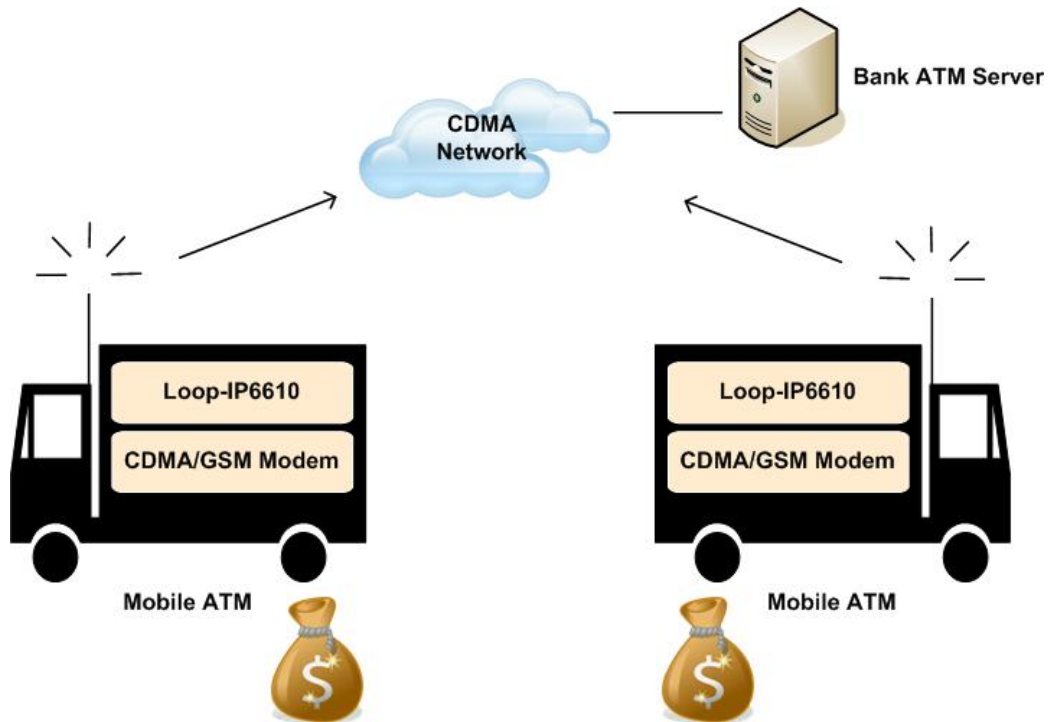 Bank ATM Server
CDMA
Network
Loop-IP6610
CDMA/GSM Modem
Mobile ATM
$
Loop-IP6610
CDMA/GSM Modem
Mobile ATM
$